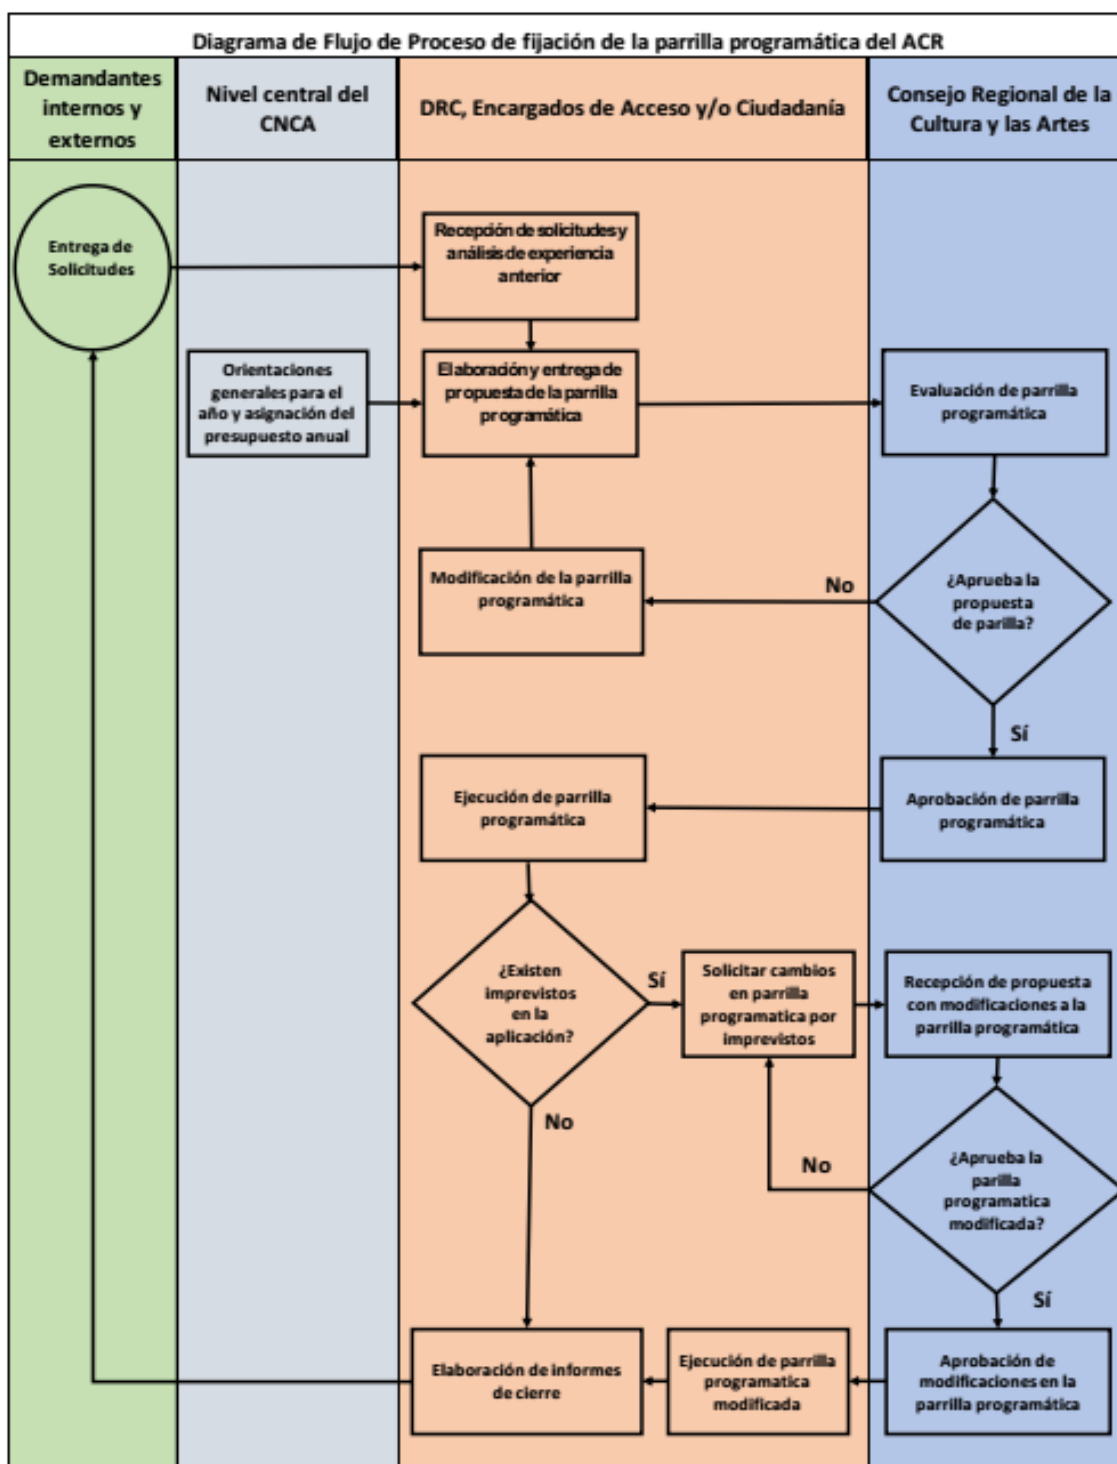 Diagrama de Flujo de Proceso de fijación de la parrilla programática del ACR
Demandantes
internos y
externos
Nivel central del
CNCA
DRC, Encargados de Acceso y/o Ciudadanía
Consejo Regional de la
Cultura y las Artes
Entrega de
Solicitudes
Recepción de solicitudes y
análisis de experiencia
anterior
Orientaciones
generales para el
año y asignación del
presupuesto anual
Elaboración y entrega de
propuesta de la parrilla
programática
Evaluación de parrilla
programática
Modificación de la parrilla
programática
No
¿Aprueba la
propuesta
de parilla?
Sí
Ejecución de parrilla
programática
Aprobación de parrilla
programática
¿Existen
imprevistos
en la
aplicación?
Sí
Solicitar cambios
en parrilla
programatica por
imprevistos
Recepción de propuesta
con modificaciones a la
parrilla programática
No
No
¿Aprueba la
parilla
programatica
modificada?
Sí
Elaboración de informes
de cierre
Ejecución de parrilla
programatica
modificada
Aprobación de
modificaciones en la
parrilla programática